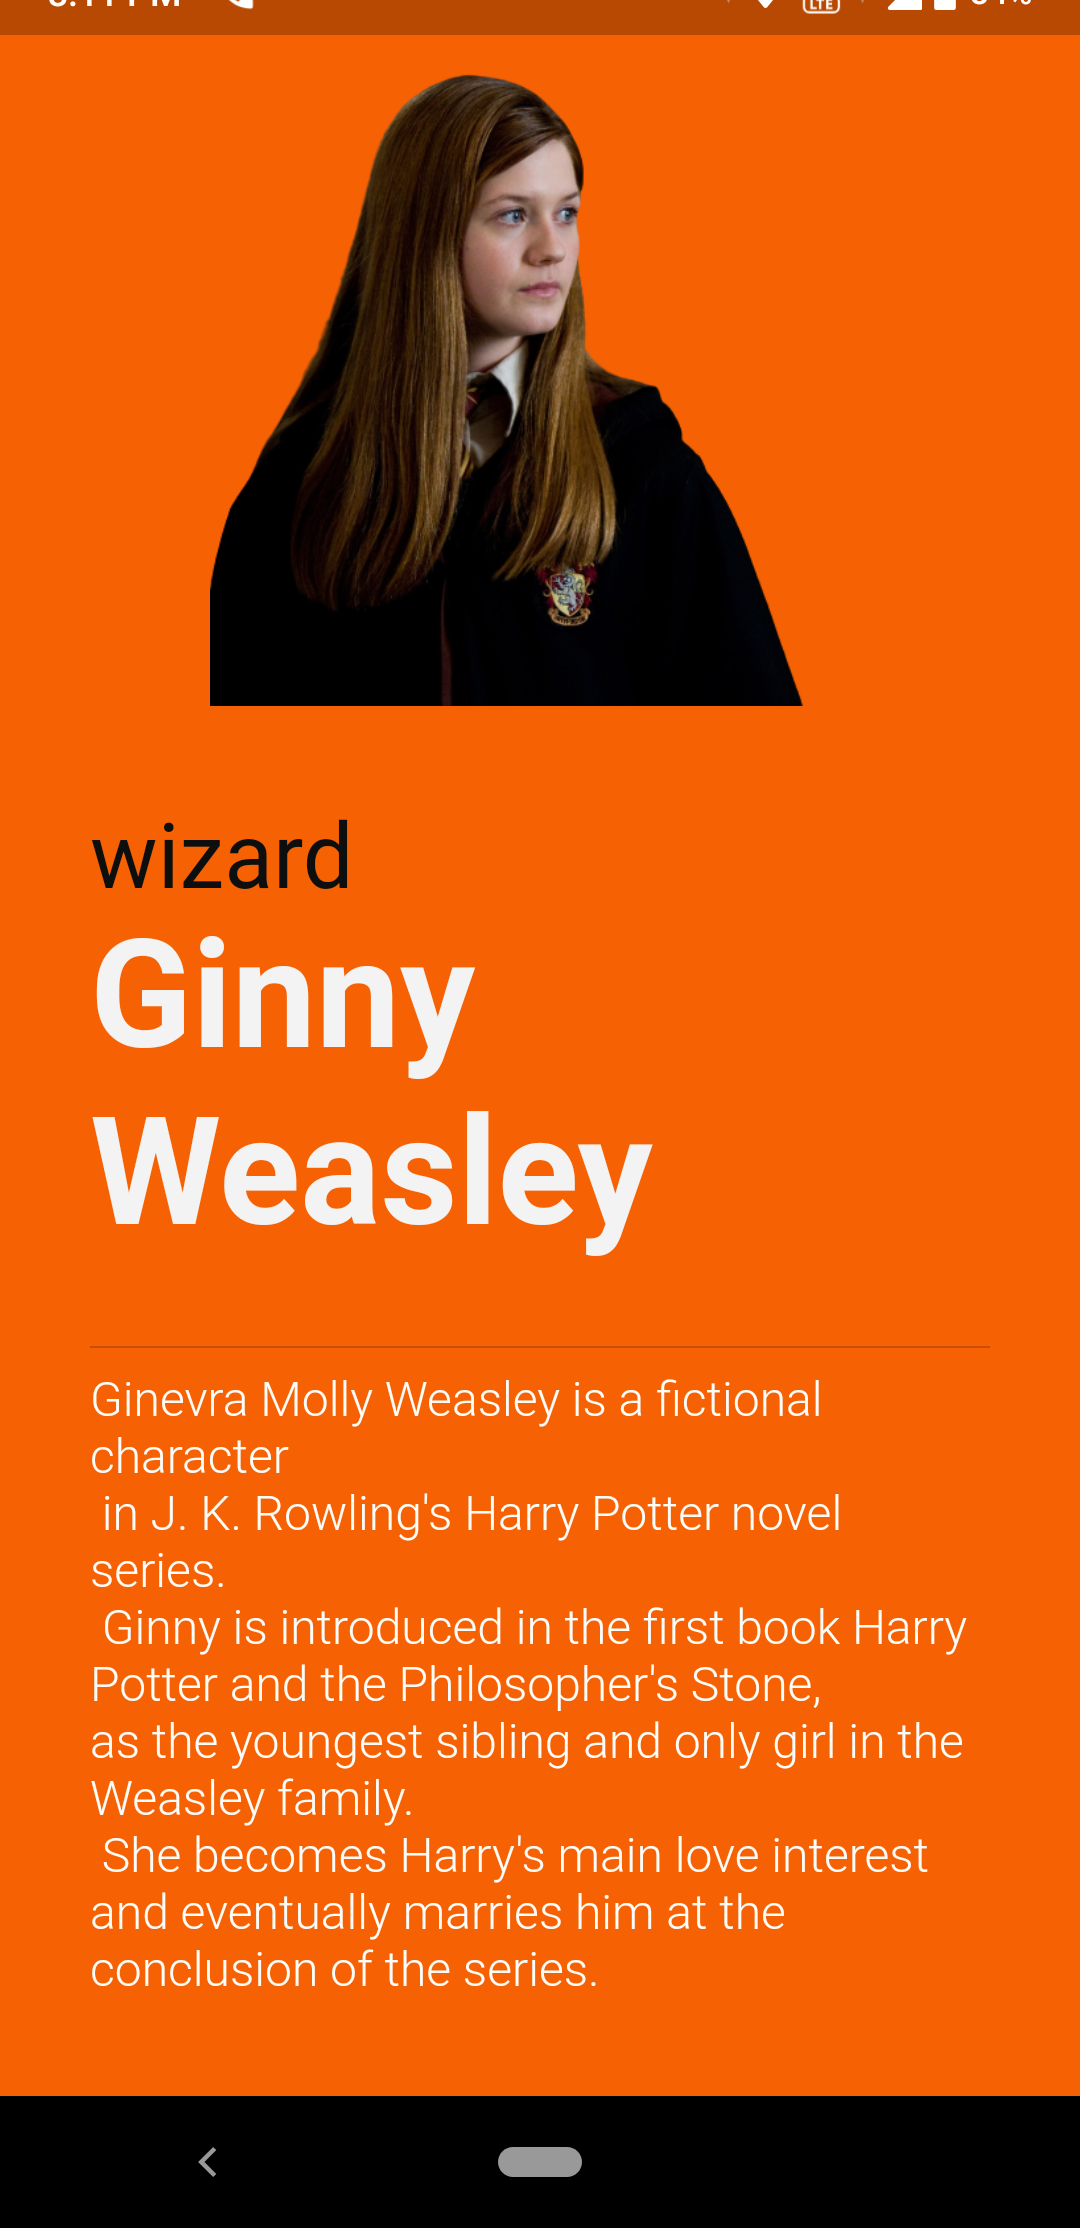 LTE
wizard
Ginny
Weasley
Ginevra Molly Weasley is a fictional
character
in J. K. Rowling's Harry Potter novel
series.
Ginny is introduced in the first book Harry
Potter and the Philosopher's Stone,
as the youngest sibling and only girl in the
Weasley family.
She becomes Harry's main love interest
and eventually marries him at the
conclusion of the series.